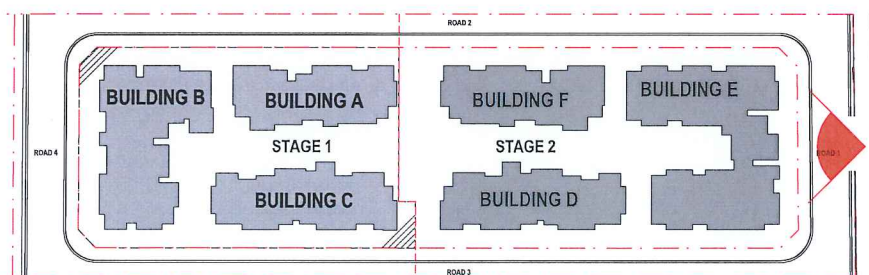 ROAD 2
BUILDING B
BUILDING A
BUILDING F
BUILDING E
STAGE 1
STAGE 2
ROAD 4
ROAD 1
BUILDING C
BUILDING D
ROAD 3